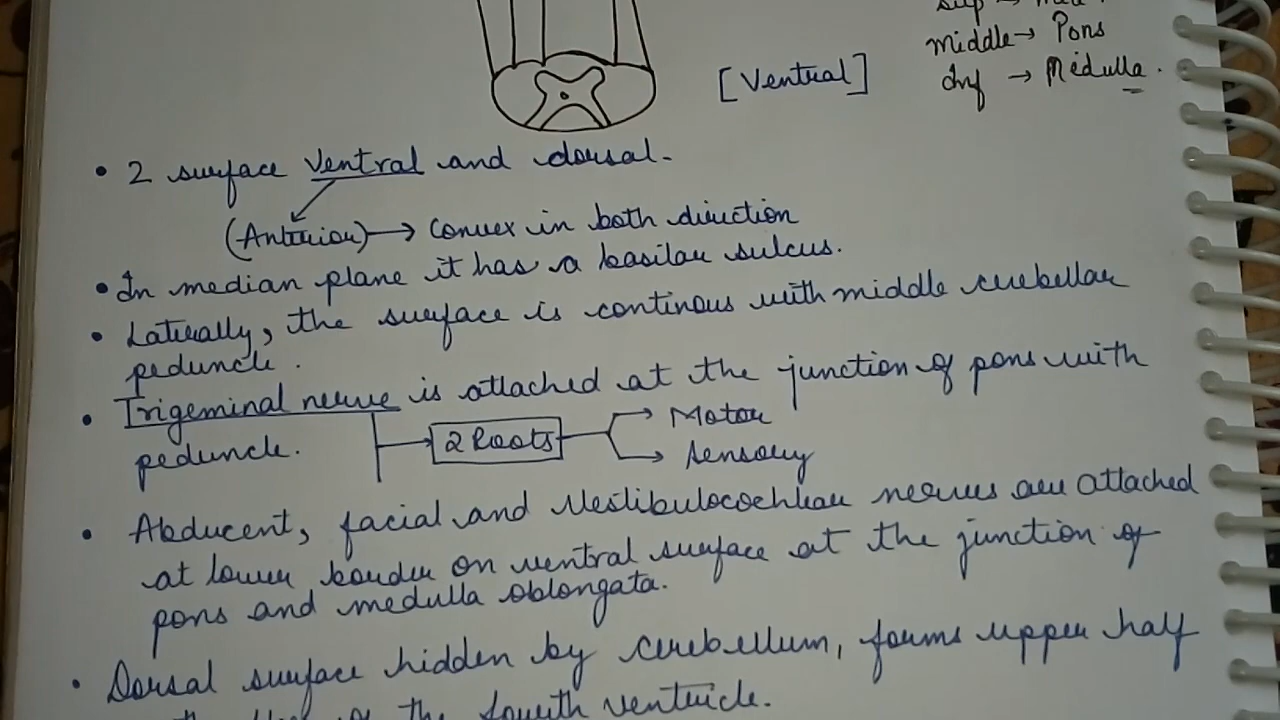 middle → Pons
[Ventral]
Inf → Medulla.
• 2 surface Ventral and dorsal.
(Anterior) → Convex in both direction
• In median plane it has a basilar sulcus.
• Laterally, the surface is continous with middle cerebellar
peduncle.
• Trigeminal nerve is attached at the junction of pons with
peduncle.
2 Roots
Motor
Sensory
• Abducent, facial and Vestibulocochlear nerves are attached
at lower border on ventral surface at the junction of
pons and medulla oblongata.
• Dorsal surface hidden by cerebellum, forms upper half
of the fourth ventricle.